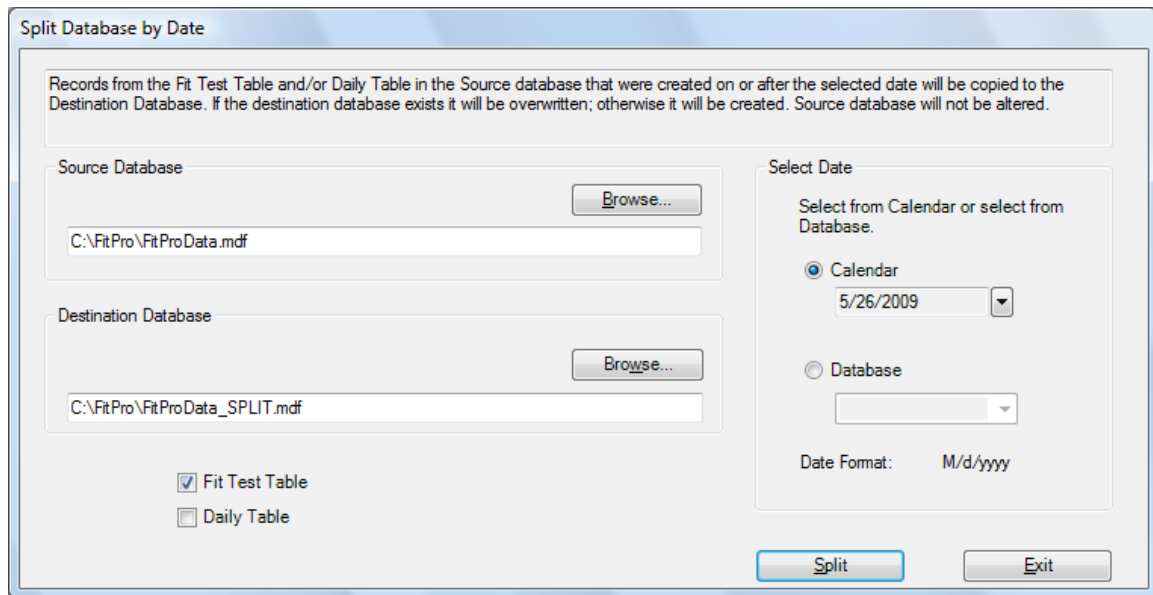 Split Database by Date
Records from the Fit Test Table and/or Daily Table in the Source database that were created on or after the selected date will be copied to the
Destination Database. If the destination database exists it will be overwritten; otherwise it will be created. Source database will not be altered.
Source Database
Browse...
C:\FitPro\FitProData.mdf
Destination Database
Browse...
C:\FitPro\FitProData_SPLIT.mdf
Fit Test Table
Daily Table
Select Date
Select from Calendar or select from
Database.
Calendar
5/26/2009
Database
Date Format: M/d/yyyy
Split
Exit